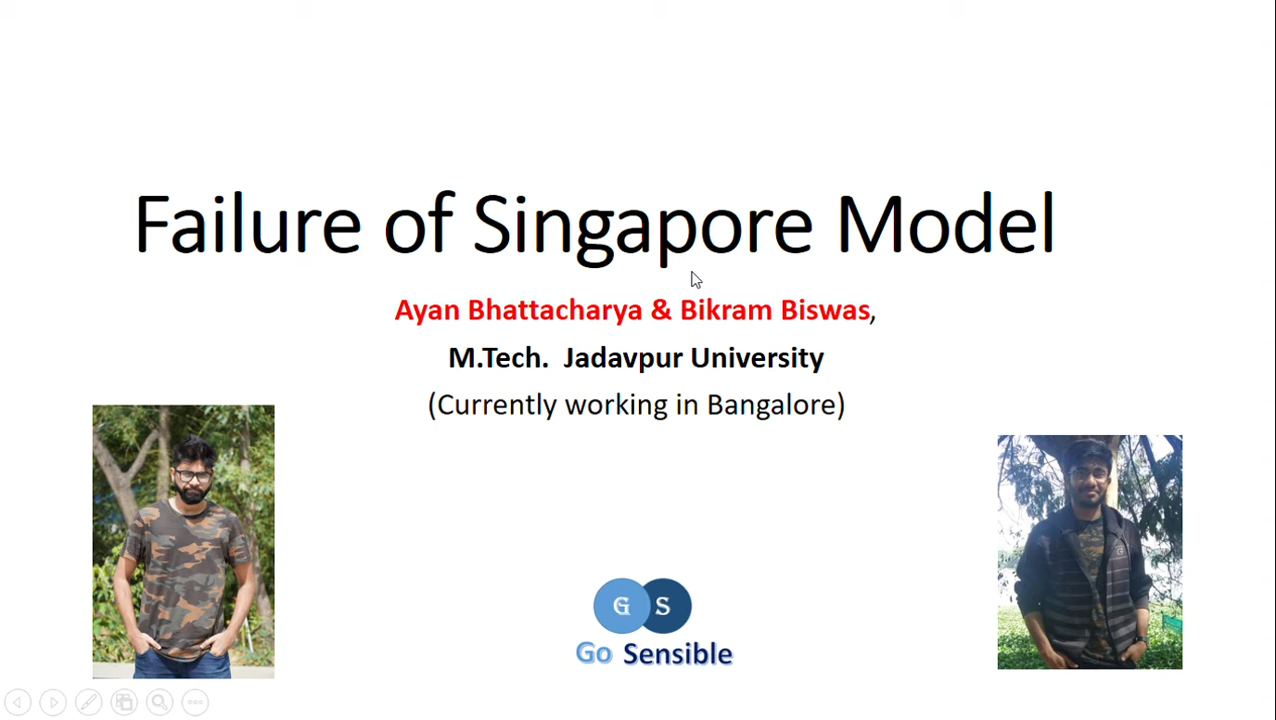 Failure of Singapore Model
Ayan Bhattacharya & Bikram Biswas,
M.Tech. Jadavpur University
(Currently working in Bangalore)
G S
Go Sensible